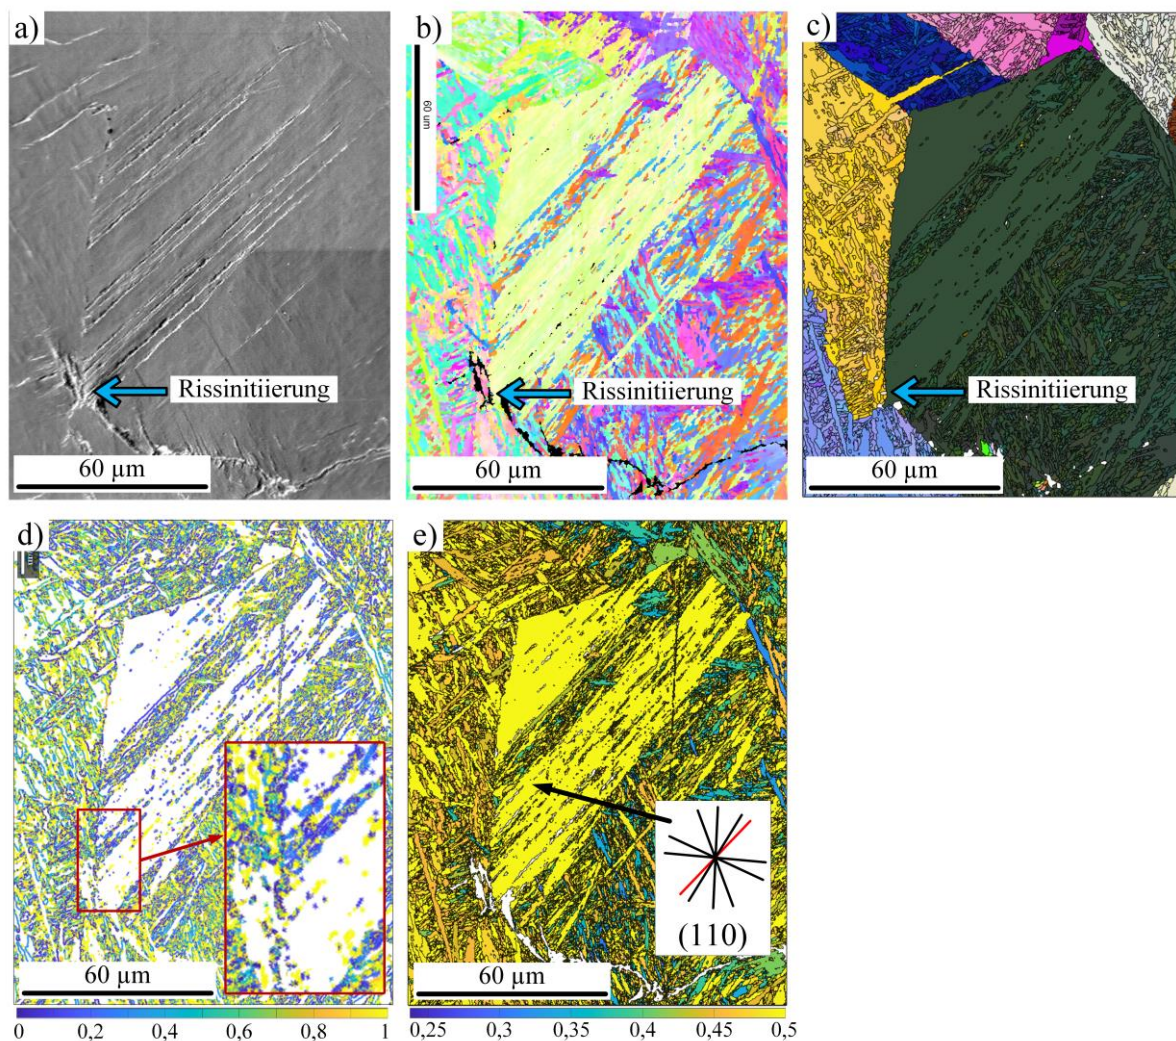 a)
b)
c)
60 µm
Rissinitiierung
Rissinitiierung
Rissinitiierung
60 µm
60 µm
60 µm
d)
e)
(110)
60 µm
60 µm
0 0,2 0,4 0,6 0,8 1
0,25 0,3 0,35 0,4 0,45 0,5